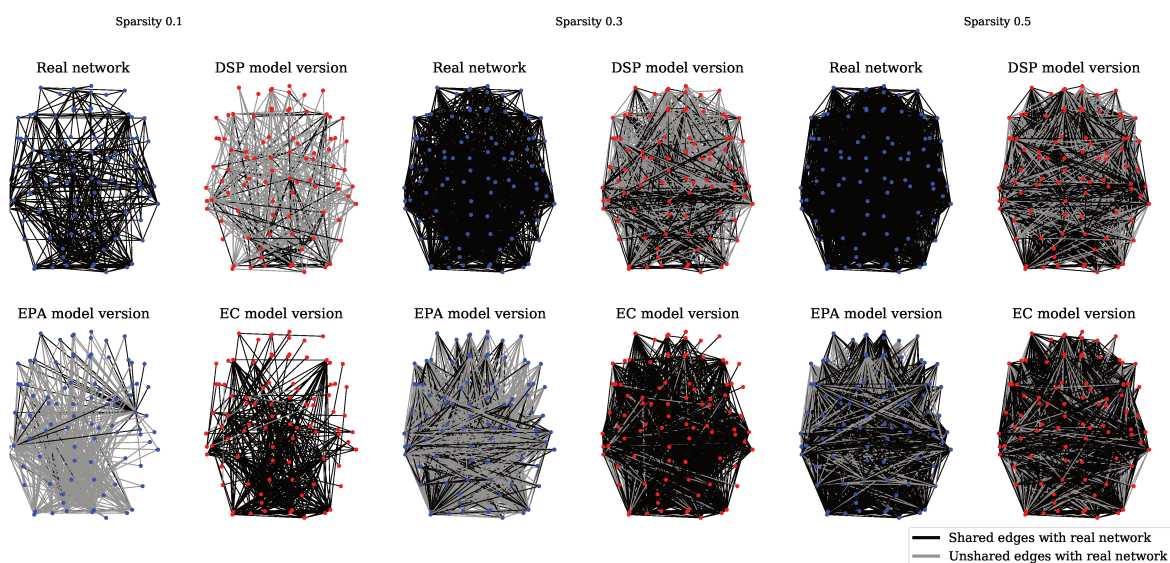 Sparsity 0.1
Sparsity 0.3
Sparsity 0.5
Real network
DSP model version
Real network
DSP model version
Real network
DSP model version
EPA model version
EC model version
EPA model version
EC model version
EPA model version
EC model version
Shared edges with real network
Unshared edges with real network